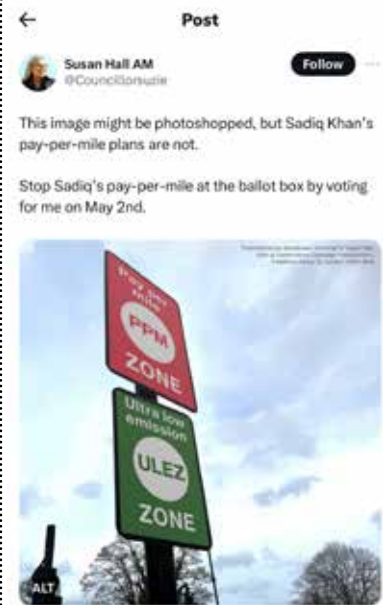 Post
Susan Hall AM
@Councillorsuzie
Follow
This image might be photoshopped, but Sadiq Khan's
pay-per-mile plans are not.
Stop Sadiq's pay-per-mile at the ballot box by voting
for me on May 2nd.
Pay per
mile
PPM
ZONE
Ultra low
emission
ULEZ
ZONE
ALT